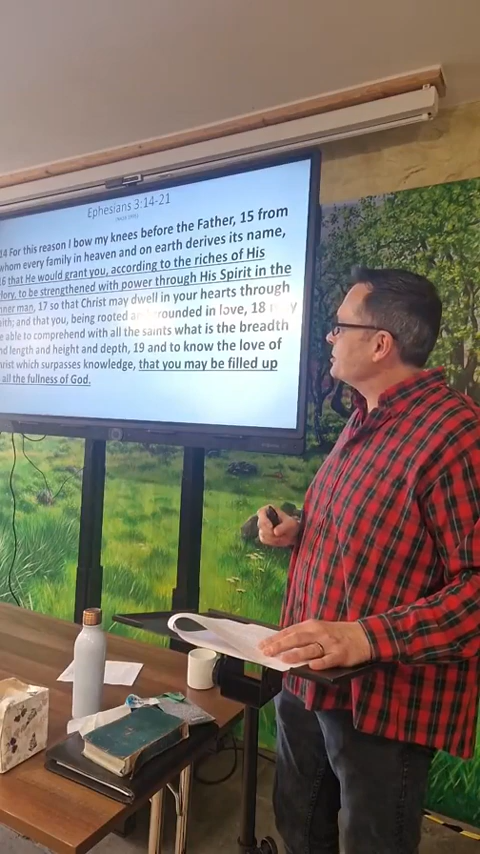 Ephesians 3:14-21
14 For this reason I bow my knees before the Father, 15 from
whom every family in heaven and on earth derives its name,
16 that He would grant you, according to the riches of His
glory, to be strengthened with power through His Spirit in the
inner man, 17 so that Christ may dwell in your hearts through
faith; and that you, being rooted and grounded in love, 18 may
be able to comprehend with all the saints what is the breadth
and length and height and depth, 19 and to know the love of
Christ which surpasses knowledge, that you may be filled up
all the fullness of God.